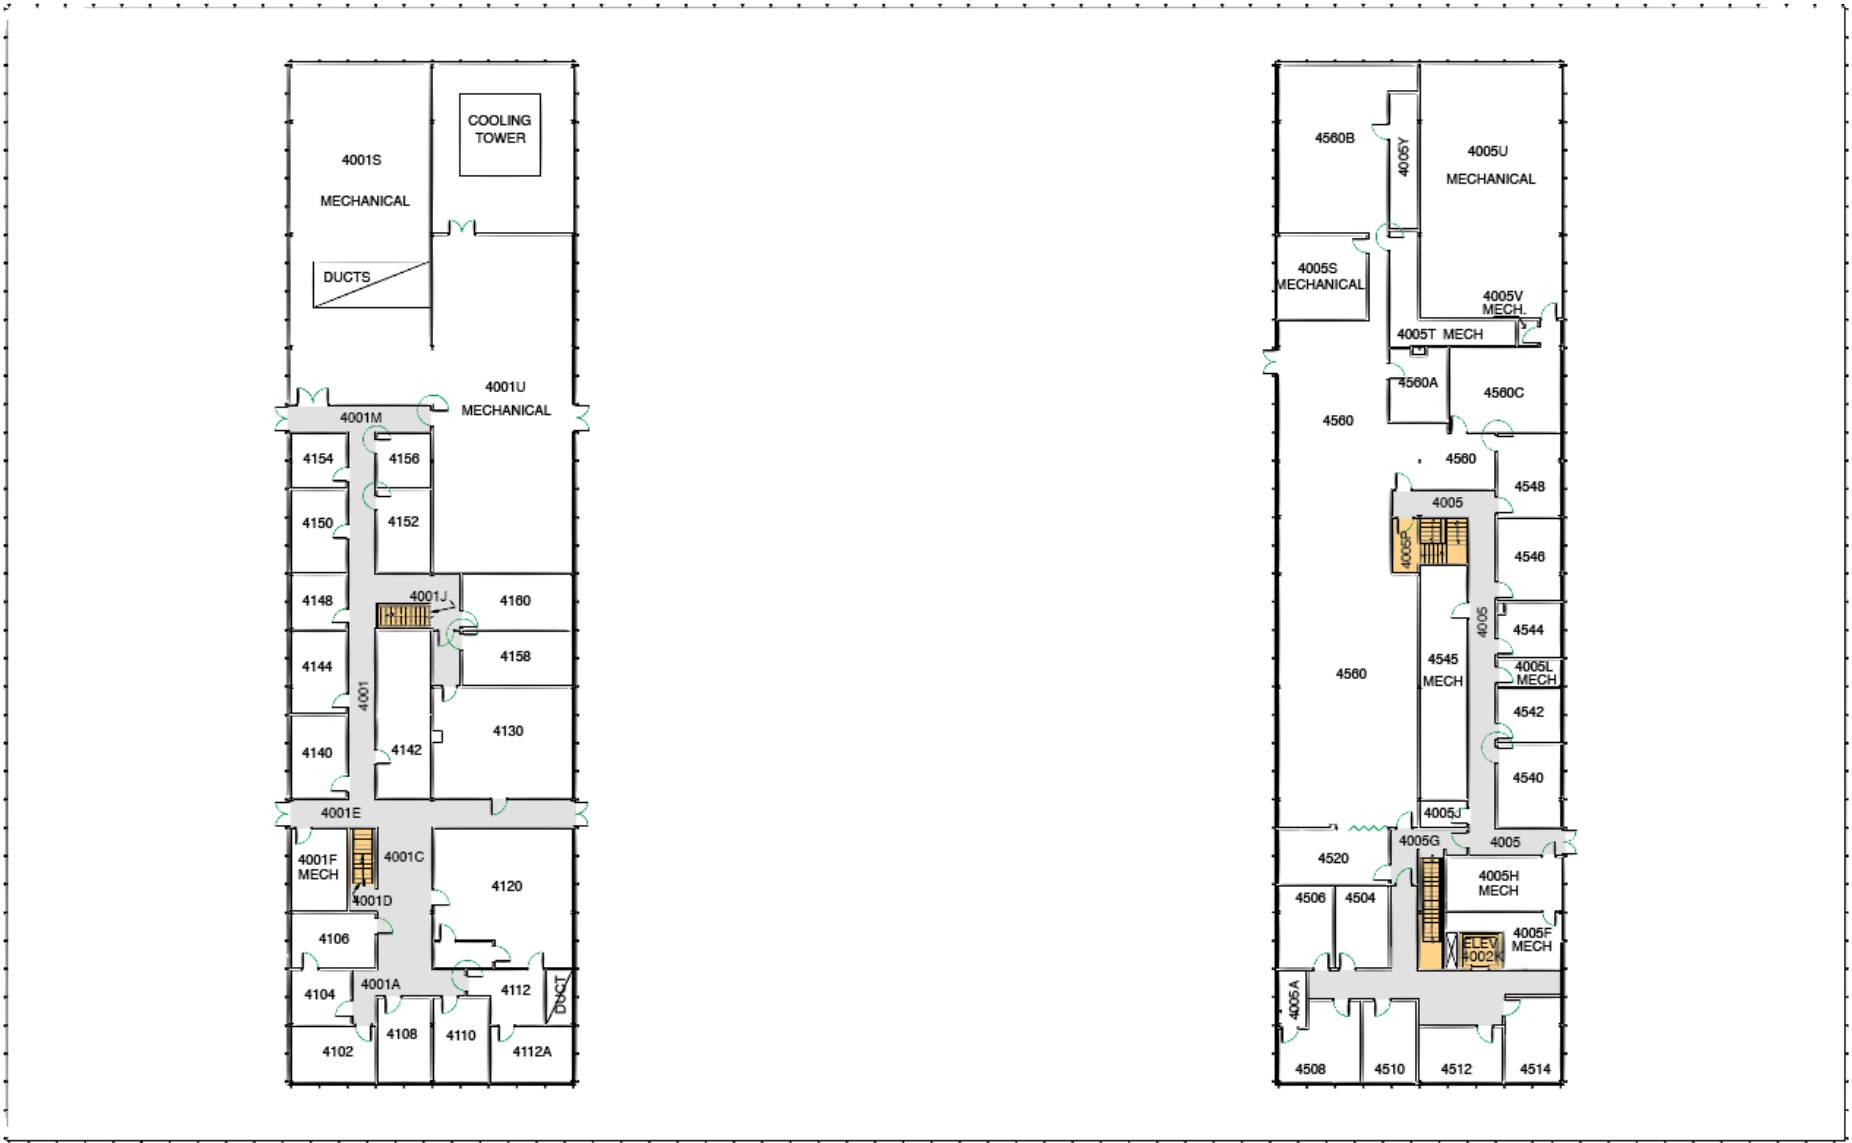 COOLING
TOWER
4001S
MECHANICAL
DUCTS
4001U
MECHANICAL
4001M
4154
4156
4150
4152
4148
4001J
4160
4144
4158
4001
4140
4142
4130
4001E
4001F
MECH
4001C
4120
4001D
4106
4104
4001A
4112
DUCT
4102
4108
4110
4112A
4560B
4005Y
4005U
MECHANICAL
4005S
MECHANICAL
4005V
MECH.
4005T MECH
4560A
4560C
4560
4560
4548
4005
4005P
4546
4005
4544
4560
4545
MECH
4005L
MECH
4542
4540
4005J
4005G
4005
4520
4005H
MECH
4506
4504
4005F
MECH
ELEV
4002K
4005A
4508
4510
4512
4514